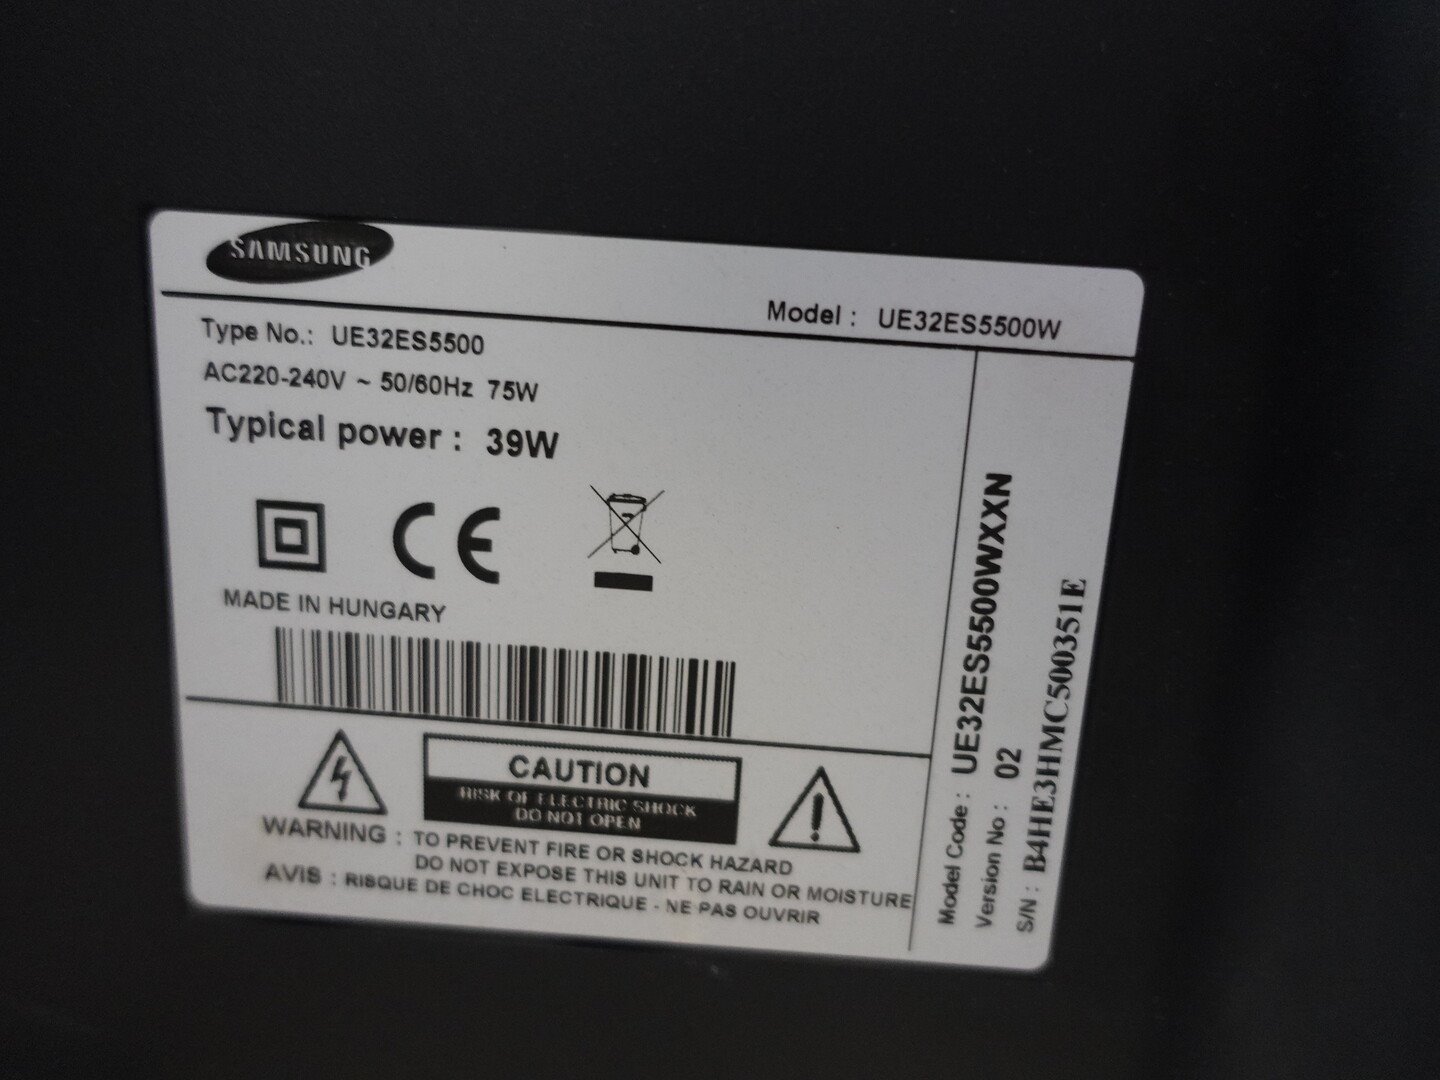 SAMSUNG
Model : UE32ES5500W
Type No.: UE32ES5500
AC220-240V ~ 50/60Hz 75W
Typical power : 39W
CE
MADE IN HUNGARY
CAUTION
RISK OF ELECTRIC SHOCK
DO NOT OPEN
WARNING : TO PREVENT FIRE OR SHOCK HAZARD
DO NOT EXPOSE THIS UNIT TO RAIN OR MOISTURE
AVIS : RISQUE DE CHOC ELECTRIQUE - NE PAS OUVRIR
Model Code : UE32ES5500WXXN
Version No : 02
S/N : B4HE3HMC500351E